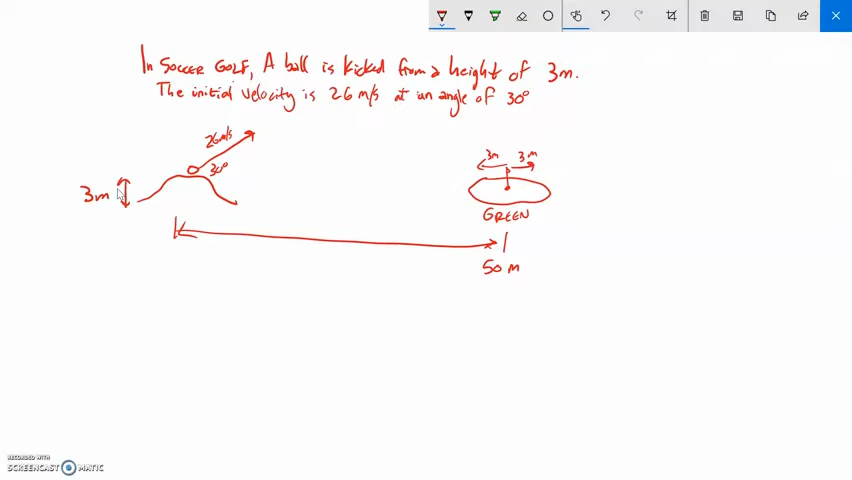 In SOCCER GOLF, A ball is kicked from a height of 3m.
The initial velocity is 26 m/s at an angle of 30°
26m/s
30°
3m
3m 3m
GREEN
50 m
RECORDED WITH
SCREENCAST MATIC